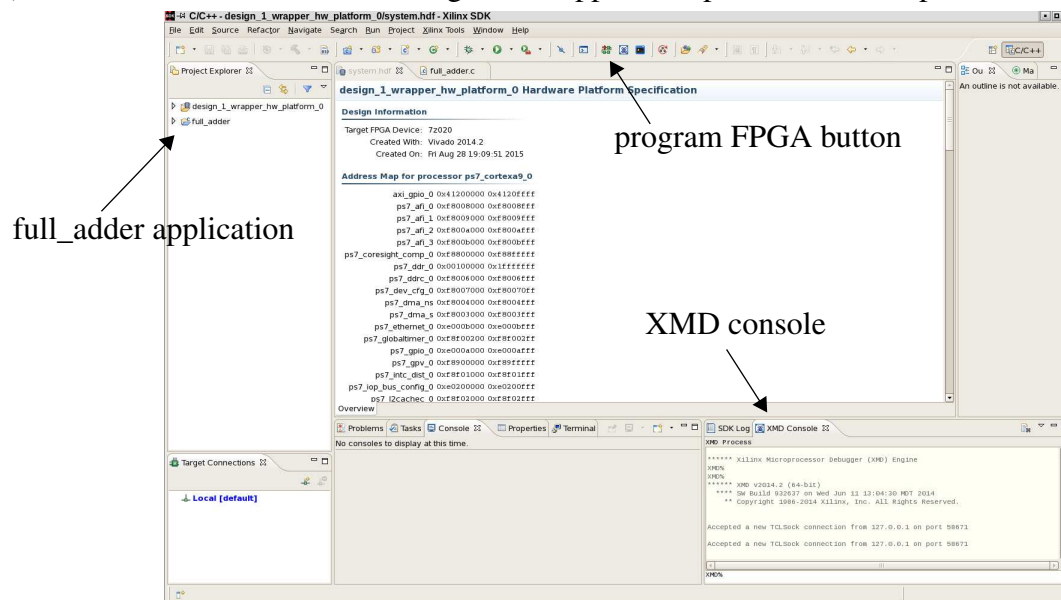 C/C++ - design_1_wrapper_hw_platform_0/system.hdf - Xilinx SDK
File Edit Source Refactor Navigate Search Run Project Xilinx Tools Window Help
C/C++
Project Explorer
system.hdf
full_adder.c
Ou
Ma
design_1_wrapper_hw_platform_0
full_adder
An outline is not available.
design_1_wrapper_hw_platform_0 Hardware Platform Specification
Design Information
Target FPGA Device: 7z020
Created With: Vivado 2014.2
Created On: Fri Aug 28 19:09:51 2015
program FPGA button
full_adder application
Address Map for processor ps7_cortexa9_0
axi_gpio_0 0x41200000 0x4120ffff
ps7_afi_0 0xf8008000 0xf8008fff
ps7_afi_1 0xf8009000 0xf8009fff
ps7_afi_2 0xf800a000 0xf800afff
ps7_afi_3 0xf800b000 0xf800bfff
ps7_coresight_comp_0 0xf8800000 0xf88fffff
ps7_ddr_0 0x00100000 0x1fffffff
ps7_ddrc_0 0xf8006000 0xf8006fff
ps7_dev_cfg_0 0xf8007000 0xf80070ff
ps7_dma_ns 0xf8004000 0xf8004fff
ps7_dma_s 0xf8003000 0xf8003fff
ps7_ethernet_0 0xe000b000 0xe000bfff
ps7_globaltimer_0 0xf8f00200 0xf8f002ff
ps7_gpio_0 0xe000a000 0xe000afff
ps7_gpv_0 0xf8900000 0xf89fffff
ps7_intc_dist_0 0xf8f01000 0xf8f01fff
ps7_iop_bus_config_0 0xe0200000 0xe0200fff
ps7_l2cachec_0 0xf8f02000 0xf8f02fff
XMD console
Overview
Problems
Tasks
Console
Properties
Terminal
No consoles to display at this time.
SDK Log
XMD Console
XMD Process
****** Xilinx Microprocessor Debugger (XMD) Engine
XMD%
XMD%
****** XMD v2014.2 (64-bit)
**** SW Build 932637 on Wed Jun 11 13:04:30 MDT 2014
** Copyright 1986-2014 Xilinx, Inc. All Rights Reserved.
Accepted a new TCLSock connection from 127.0.0.1 on port 58671
Accepted a new TCLSock connection from 127.0.0.1 on port 58671
XMD%
Target Connections
Local [default]